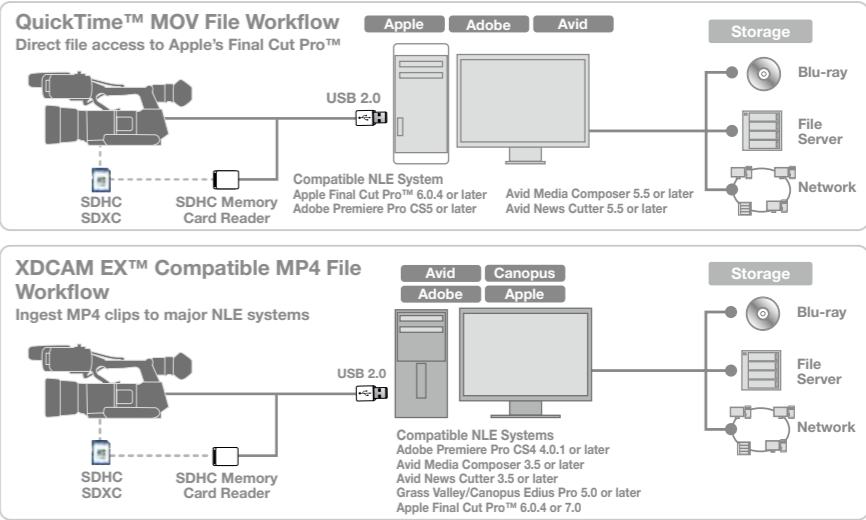 QuickTime™ MOV File Workflow
Direct file access to Apple's Final Cut Pro™
Apple
Adobe
Avid
Storage
USB 2.0
Blu-ray
File
Server
Network
SDHC
SDXC
SDHC Memory
Card Reader
Compatible NLE System
Apple Final Cut Pro™ 6.0.4 or later
Adobe Premiere Pro CS5 or later
Avid Media Composer 5.5 or later
Avid News Cutter 5.5 or later
XDCAM EX™ Compatible MP4 File
Workflow
Ingest MP4 clips to major NLE systems
Avid
Canopus
Adobe
Apple
Storage
USB 2.0
Blu-ray
File
Server
Network
SDHC
SDXC
SDHC Memory
Card Reader
Compatible NLE Systems
Adobe Premiere Pro CS4 4.0.1 or later
Avid Media Composer 3.5 or later
Avid News Cutter 3.5 or later
Grass Valley/Canopus Edius Pro 5.0 or later
Apple Final Cut Pro™ 6.0.4 or 7.0